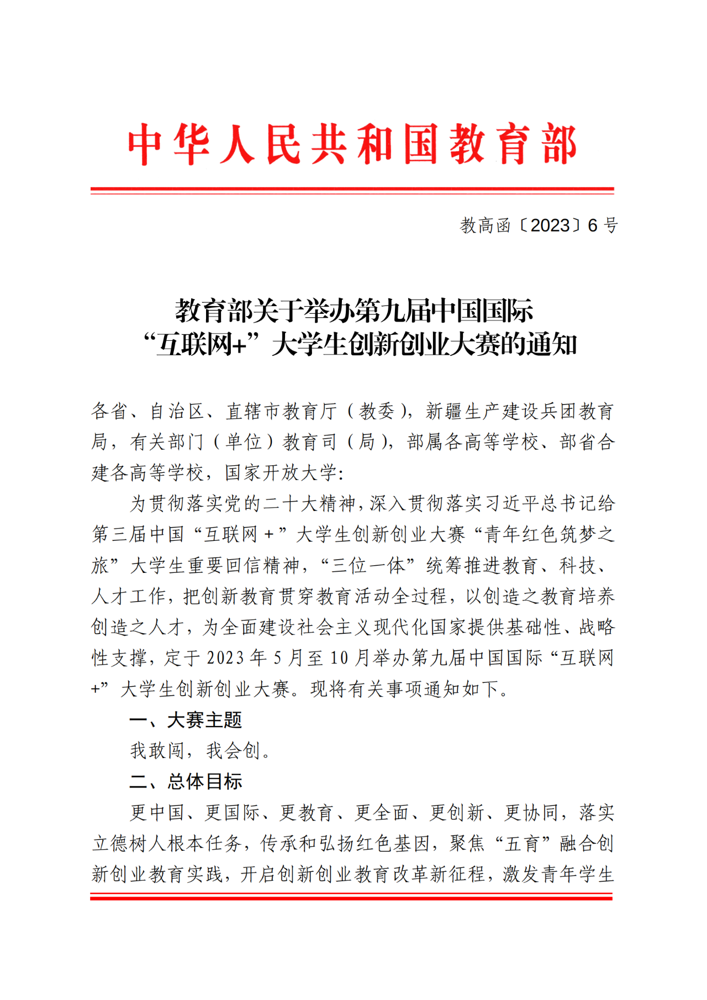 中华人民共和国教育部
教高函〔2023〕6 号
教育部关于举办第九届中国国际
“互联网+”大学生创新创业大赛的通知
各省、自治区、直辖市教育厅（教委），新疆生产建设兵团教育
局，有关部门（单位）教育司（局），部属各高等学校、部省合
建各高等学校，国家开放大学：
为贯彻落实党的二十大精神，深入贯彻落实习近平总书记给
第三届中国“互联网+”大学生创新创业大赛“青年红色筑梦之
旅”大学生重要回信精神，“三位一体”统筹推进教育、科技、
人才工作，把创新教育贯穿教育活动全过程，以创造之教育培养
创造之人才，为全面建设社会主义现代化国家提供基础性、战略
性支撑，定于 2023 年 5 月至 10 月举办第九届中国国际“互联网
+”大学生创新创业大赛。现将有关事项通知如下。
一、大赛主题
我敢闯，我会创。
二、总体目标
更中国、更国际、更教育、更全面、更创新、更协同，落实
立德树人根本任务，传承和弘扬红色基因，聚焦“五育”融合创
新创业教育实践，开启创新创业教育改革新征程，激发青年学生